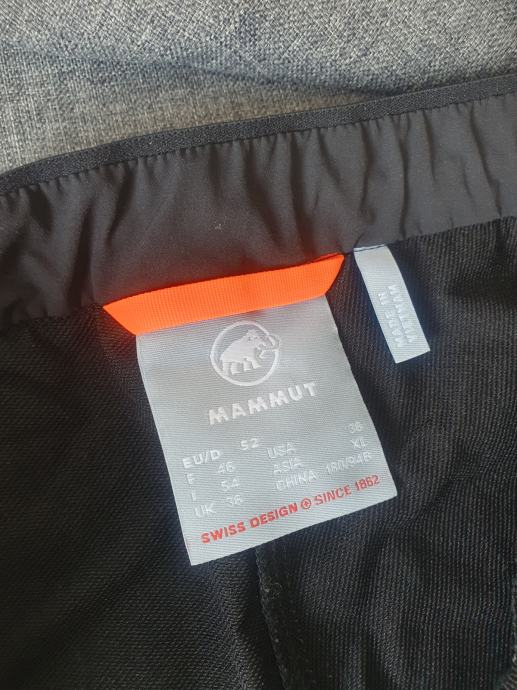 MAMMUT
EU/D 52 USA 36
F 46 ASIA XL
I 54 CHINA 180/94B
UK 36
SWISS DESIGN + SINCE 1862
MADE IN
VIETNAM